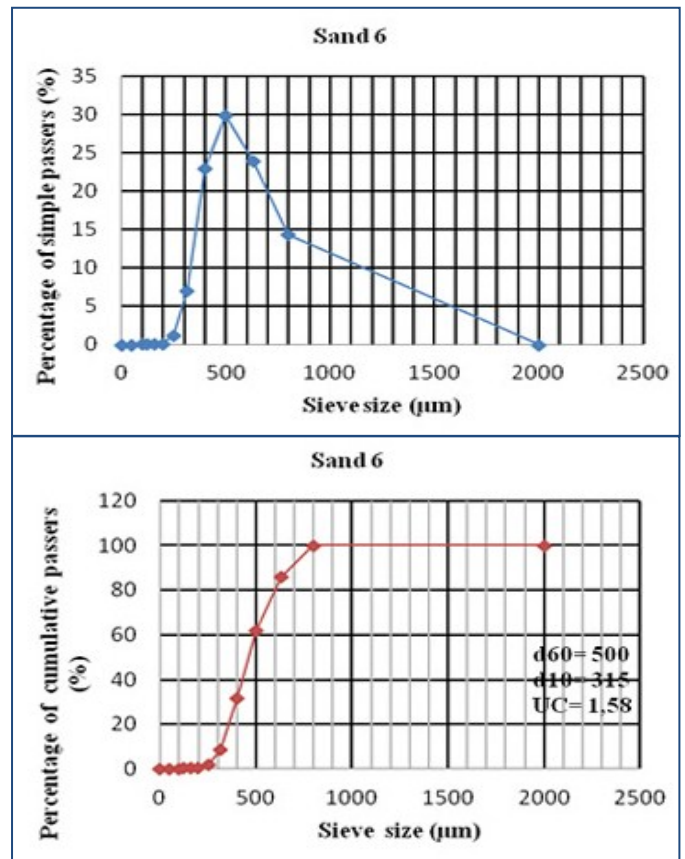 Sand 6
Percentage of simple passers (%)
35
30
25
20
15
10
5
0
0 500 1000 1500 2000 2500
Sieve size (μm)
Sand 6
Percentage of cumulative passers
(%)
120
100
80
60
40
20
0
d60= 500
d10= 315
UC= 1,58
0 500 1000 1500 2000 2500
Sieve size (μm)